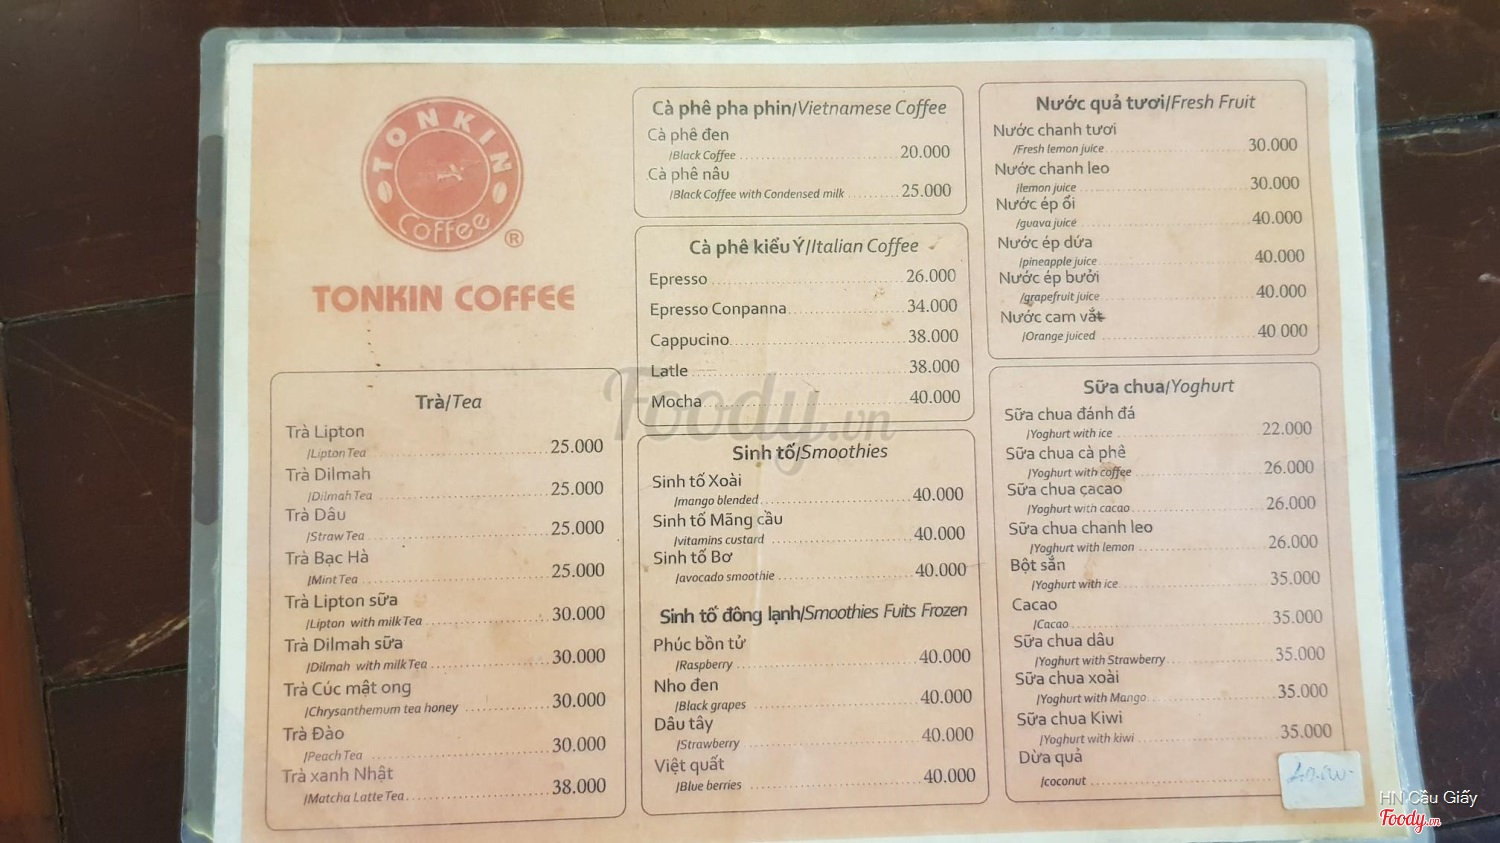 TONKIN
Coffee ®
TONKIN COFFEE
Trà/Tea
Trà Lipton
/Lipton Tea 25.000
Trà Dilmah
/Dilmah Tea 25.000
Trà Dâu
/Straw Tea 25.000
Trà Bạc Hà
/Mint Tea 25.000
Trà Lipton sữa
/Lipton with milk Tea 30.000
Trà Dilmah sữa
/Dilmah with milk Tea 30.000
Trà Cúc mật ong
/Chrysanthemum tea honey 30.000
Trà Đào
/Peach Tea 30.000
Trà xanh Nhật
/Matcha Latte Tea 38.000
Cà phê pha phin/Vietnamese Coffee
Cà phê đen
/Black Coffee 20.000
Cà phê nâu
/Black Coffee with Condensed milk 25.000
Cà phê kiểu Ý/Italian Coffee
Epresso 26.000
Epresso Conpanna 34.000
Cappucino 38.000
Latle 38.000
Mocha 40.000
Sinh tố/Smoothies
Sinh tố Xoài
/mango blended 40.000
Sinh tố Mãng cầu
/vitamins custard 40.000
Sinh tố Bơ
/avocado smoothie 40.000
Sinh tố đông lạnh/Smoothies Fuits Frozen
Phúc bồn tử
/Raspberry 40.000
Nho đen
/Black grapes 40.000
Dâu tây
/Strawberry 40.000
Việt quất
/Blue berries 40.000
Nước quả tươi/Fresh Fruit
Nước chanh tươi
/Fresh lemon juice 30.000
Nước chanh leo
/lemon juice 30.000
Nước ép ổi
/guava juice 40.000
Nước ép dứa
/pineapple juice 40.000
Nước ép bưởi
/grapefruit juice 40.000
Nước cam vắt
/Orange juiced 40 000
Sữa chua/Yoghurt
Sữa chua đánh đá
/Yoghurt with ice 22.000
Sữa chua cà phê
/Yoghurt with coffee 26.000
Sữa chua cacao
/Yoghurt with cacao 26.000
Sữa chua chanh leo
/Yoghurt with lemon 26.000
Bột sắn
/Yoghurt with ice 35.000
Cacao
/Cacao 35.000
Sữa chua dâu
/Yoghurt with Strawberry 35.000
Sữa chua xoài
/Yoghurt with Mango 35.000
Sữa chua Kiwi
/Yoghurt with kiwi 35.000
Dừa quả
/coconut
Foody.vn
HN Cầu Giấy
Foody.vn